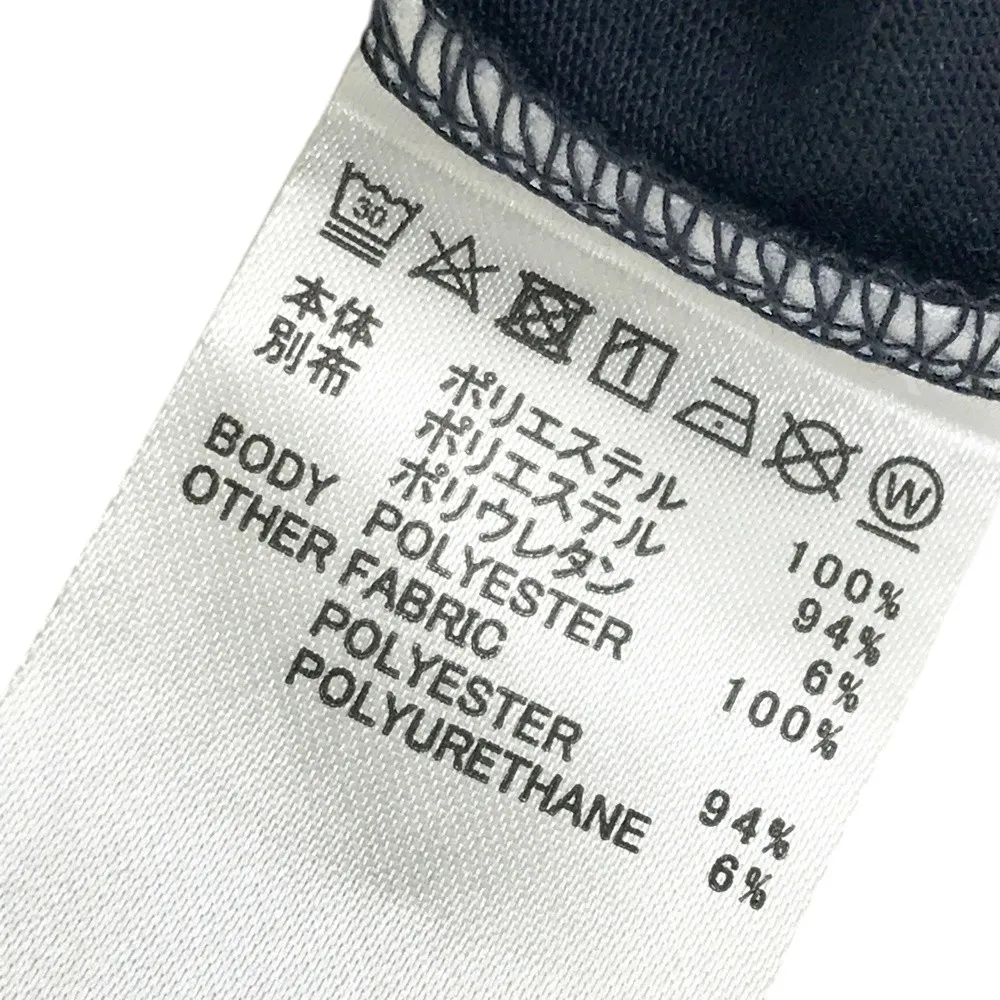 30
W
本体 ポリエステル 100%
別布 ポリエステル 94%
ポリウレタン 6%
BODY POLYESTER 100%
OTHER FABRIC
POLYESTER 94%
POLYURETHANE 6%